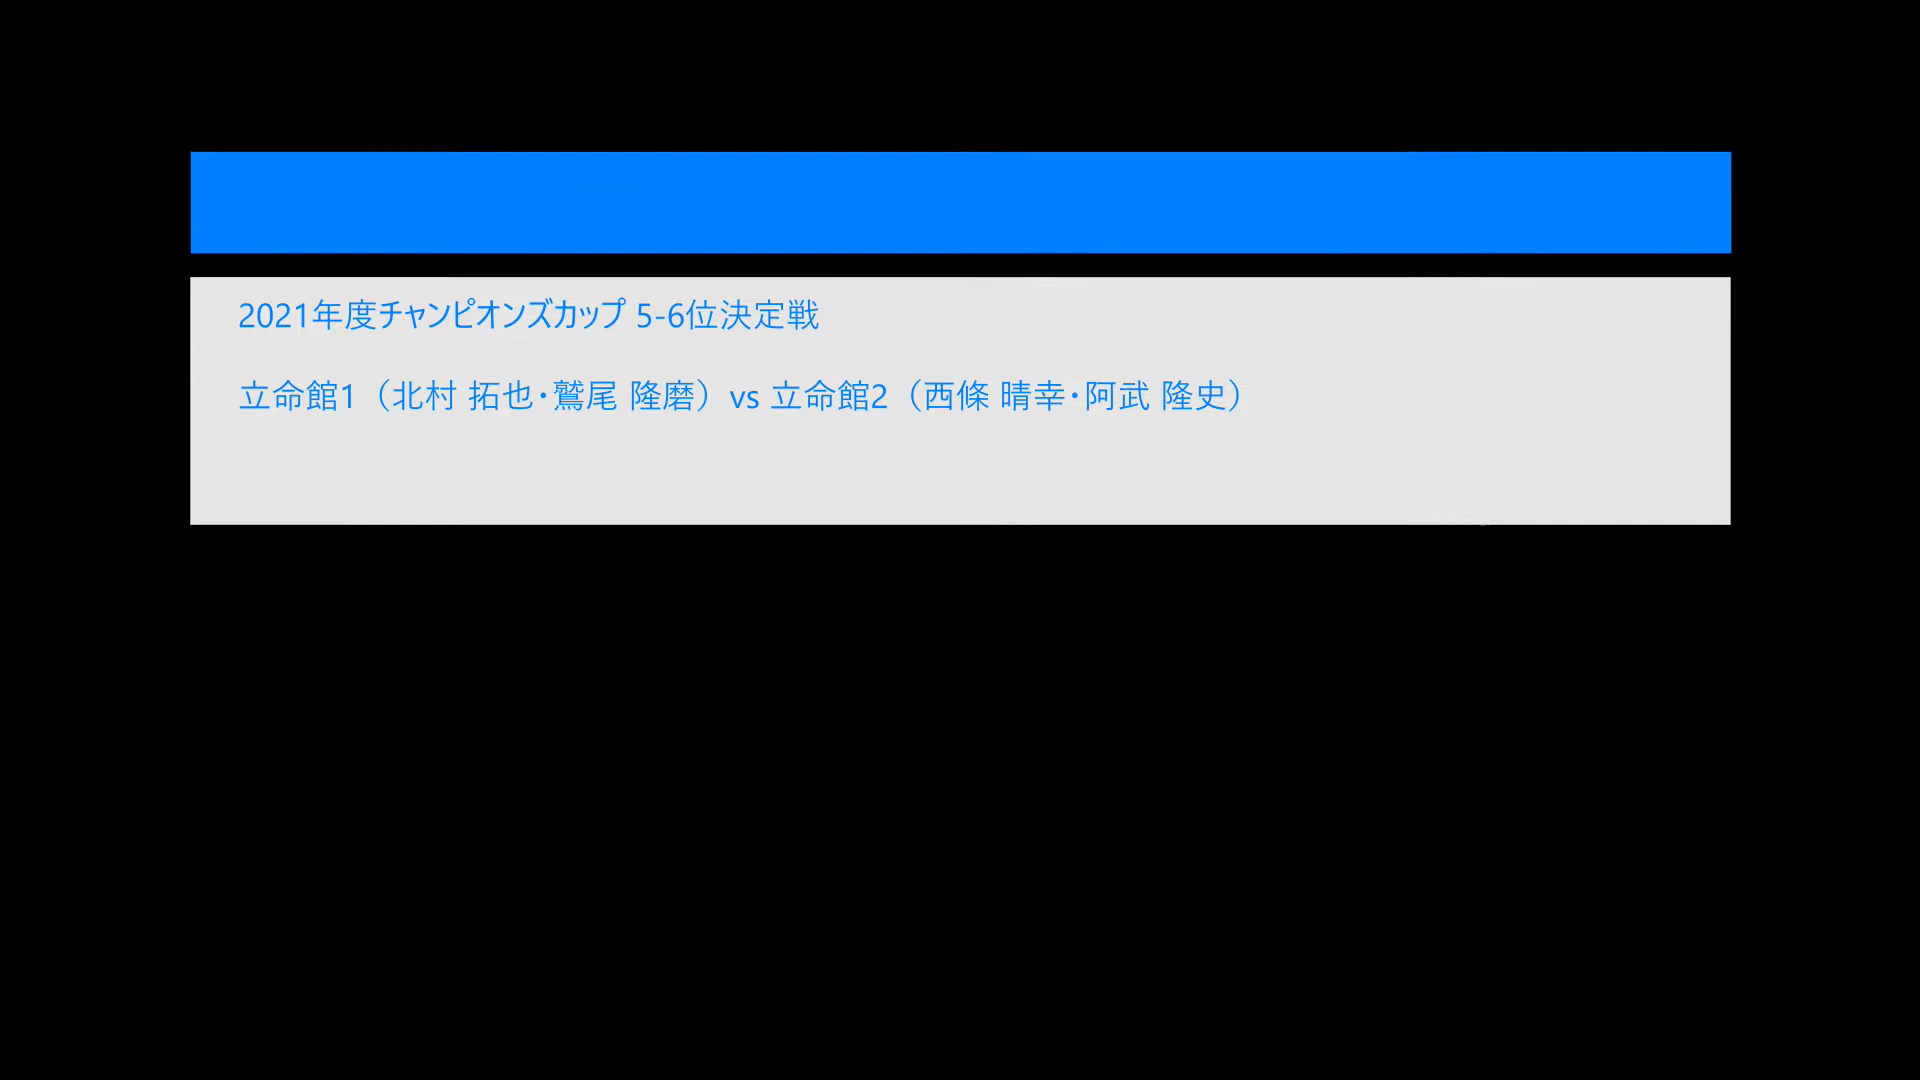 2021年度チャンピオンズカップ 5-6位決定戦
立命館1（北村 拓也・鷲尾 隆磨）vs 立命館2（西條 晴幸・阿武 隆史）